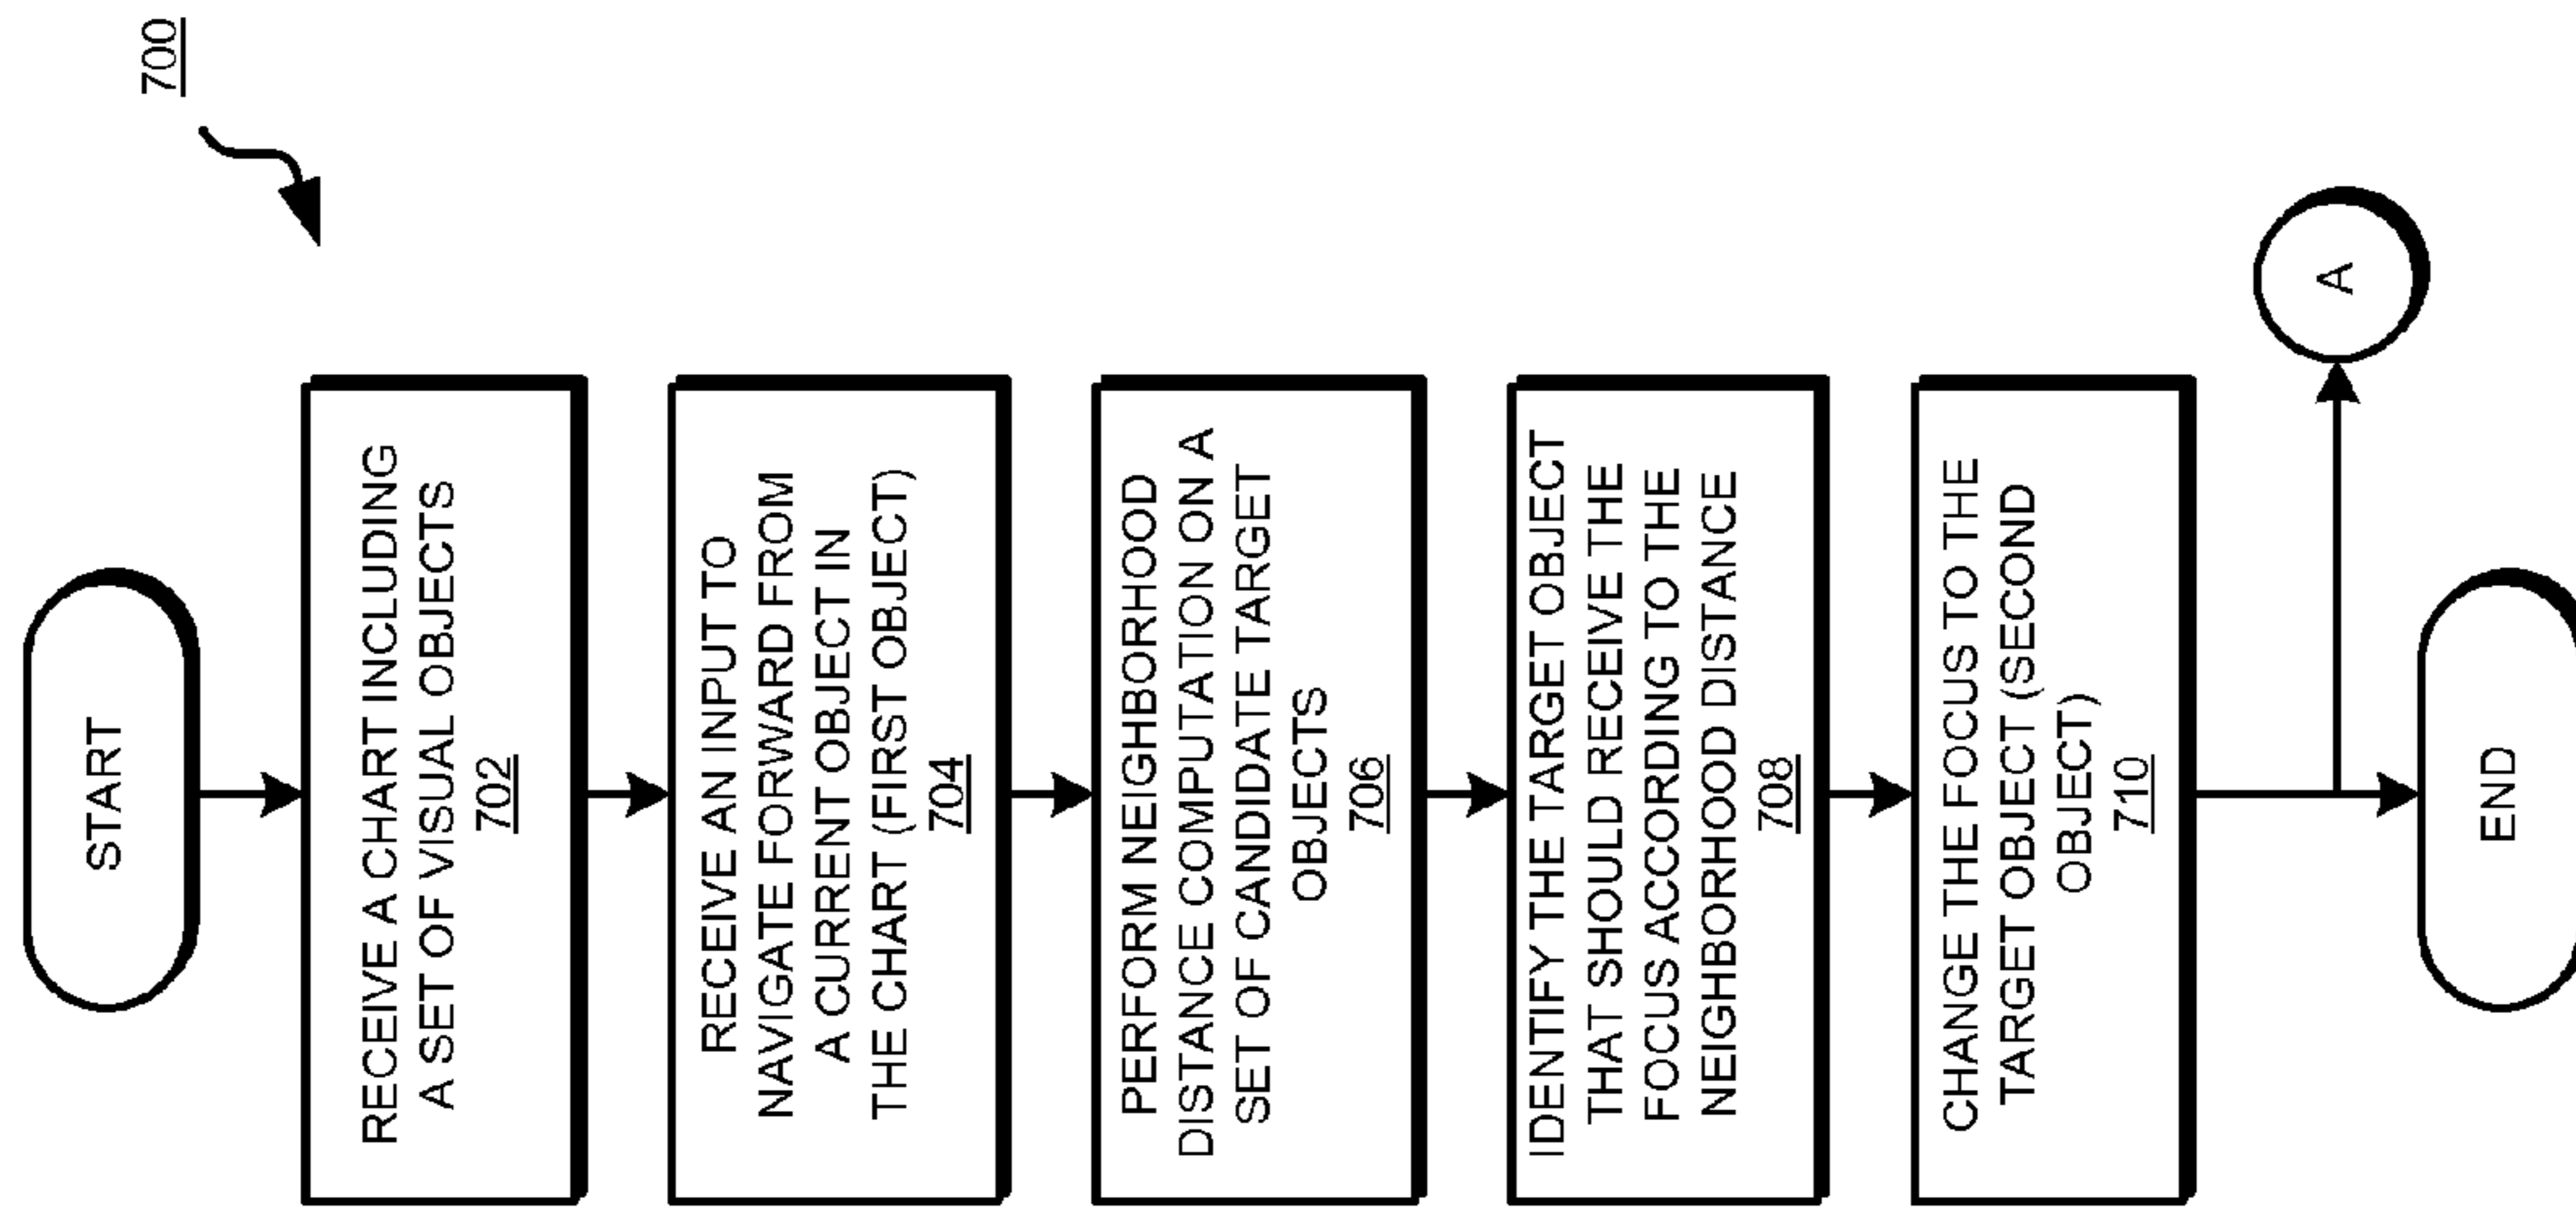 700
START
RECEIVE A CHART INCLUDING
A SET OF VISUAL OBJECTS
702
RECEIVE AN INPUT TO
NAVIGATE FORWARD FROM
A CURRENT OBJECT IN
THE CHART (FIRST OBJECT)
704
PERFORM NEIGHBORHOOD
DISTANCE COMPUTATION ON A
SET OF CANDIDATE TARGET
OBJECTS
706
IDENTIFY THE TARGET OBJECT
THAT SHOULD RECEIVE THE
FOCUS ACCORDING TO THE
NEIGHBORHOOD DISTANCE
708
CHANGE THE FOCUS TO THE
TARGET OBJECT (SECOND
OBJECT)
710
A
END